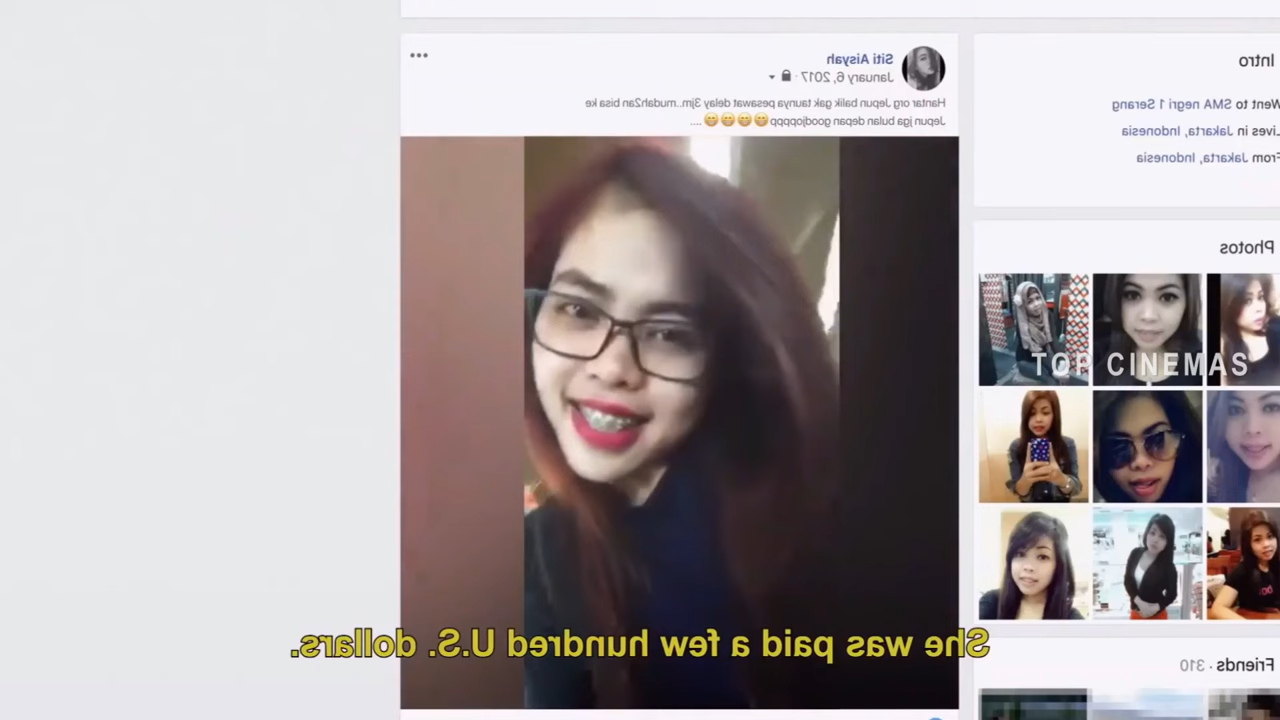 Siti Aisyah
January 6, 2017
Hantar org Jepun balik gak taunya pesawat delay 3jm..mudah2an bisa ke
Jepun jga bulan depan goodjopppp😁😁😁😁....
Intro
Went to SMA negri 1 Serang
Lives in Jakarta, Indonesia
From Jakarta, Indonesia
Photos
TOP CINEMAS
She was paid a few hundred U.S. dollars.
Friends · 310